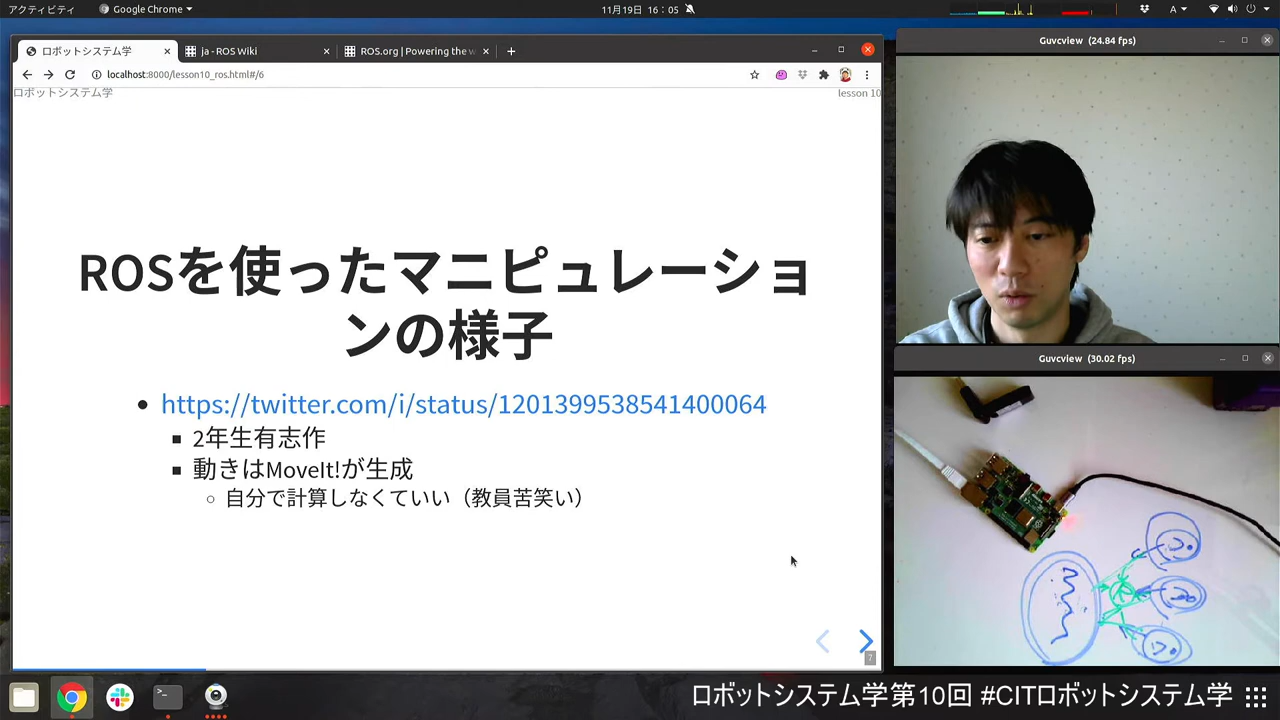 アクティビティ
Google Chrome
11月19日 16：05
A
ロボットシステム学
ja - ROS Wiki
ROS.org | Powering the w
localhost:8000/lesson10_ros.html#/6
ロボットシステム学
lesson 10
ROSを使ったマニピュレーショ
ンの様子
https://twitter.com/i/status/1201399538541400064
2年生有志作
動きはMoveIt!が生成
自分で計算しなくていい（教員苦笑い）
7
Guvcview (24.84 fps)
Guvcview (30.02 fps)
ロボットシステム学第10回 #CITロボットシステム学